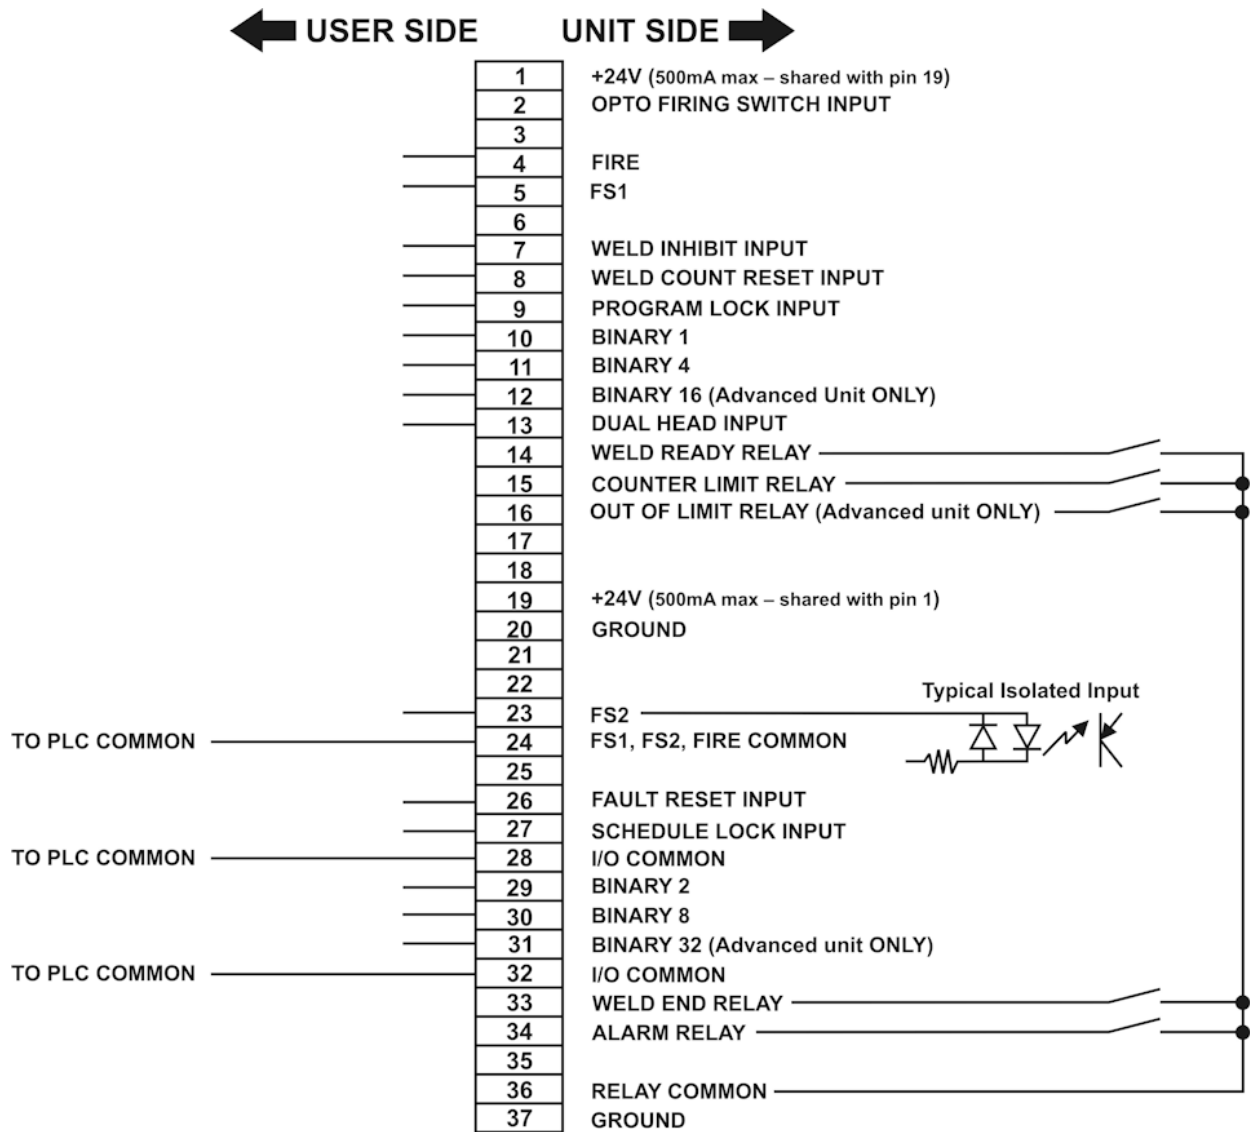 USER SIDE UNIT SIDE
1 +24V (500mA max – shared with pin 19)
2 OPTO FIRING SWITCH INPUT
3
4 FIRE
5 FS1
6
7 WELD INHIBIT INPUT
8 WELD COUNT RESET INPUT
9 PROGRAM LOCK INPUT
10 BINARY 1
11 BINARY 4
12 BINARY 16 (Advanced Unit ONLY)
13 DUAL HEAD INPUT
14 WELD READY RELAY
15 COUNTER LIMIT RELAY
16 OUT OF LIMIT RELAY (Advanced unit ONLY)
17
18
19 +24V (500mA max – shared with pin 1)
20 GROUND
21
22
Typical Isolated Input
23 FS2
TO PLC COMMON 24 FS1, FS2, FIRE COMMON
25
26 FAULT RESET INPUT
27 SCHEDULE LOCK INPUT
TO PLC COMMON 28 I/O COMMON
29 BINARY 2
30 BINARY 8
31 BINARY 32 (Advanced unit ONLY)
TO PLC COMMON 32 I/O COMMON
33 WELD END RELAY
34 ALARM RELAY
35
36 RELAY COMMON
37 GROUND